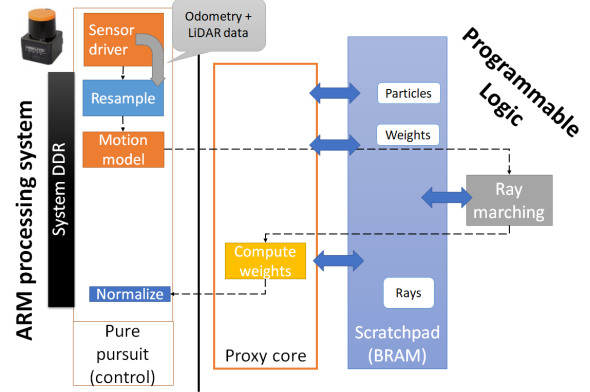 Sensor
driver
Odometry +
LiDAR data
Resample
Motion
model
Particles
Weights
Programmable
Logic
Ray
marching
ARM processing system
System DDR
Compute
weights
Normalize
Rays
Pure
pursuit
(control)
Proxy core
Scratchpad
(BRAM)